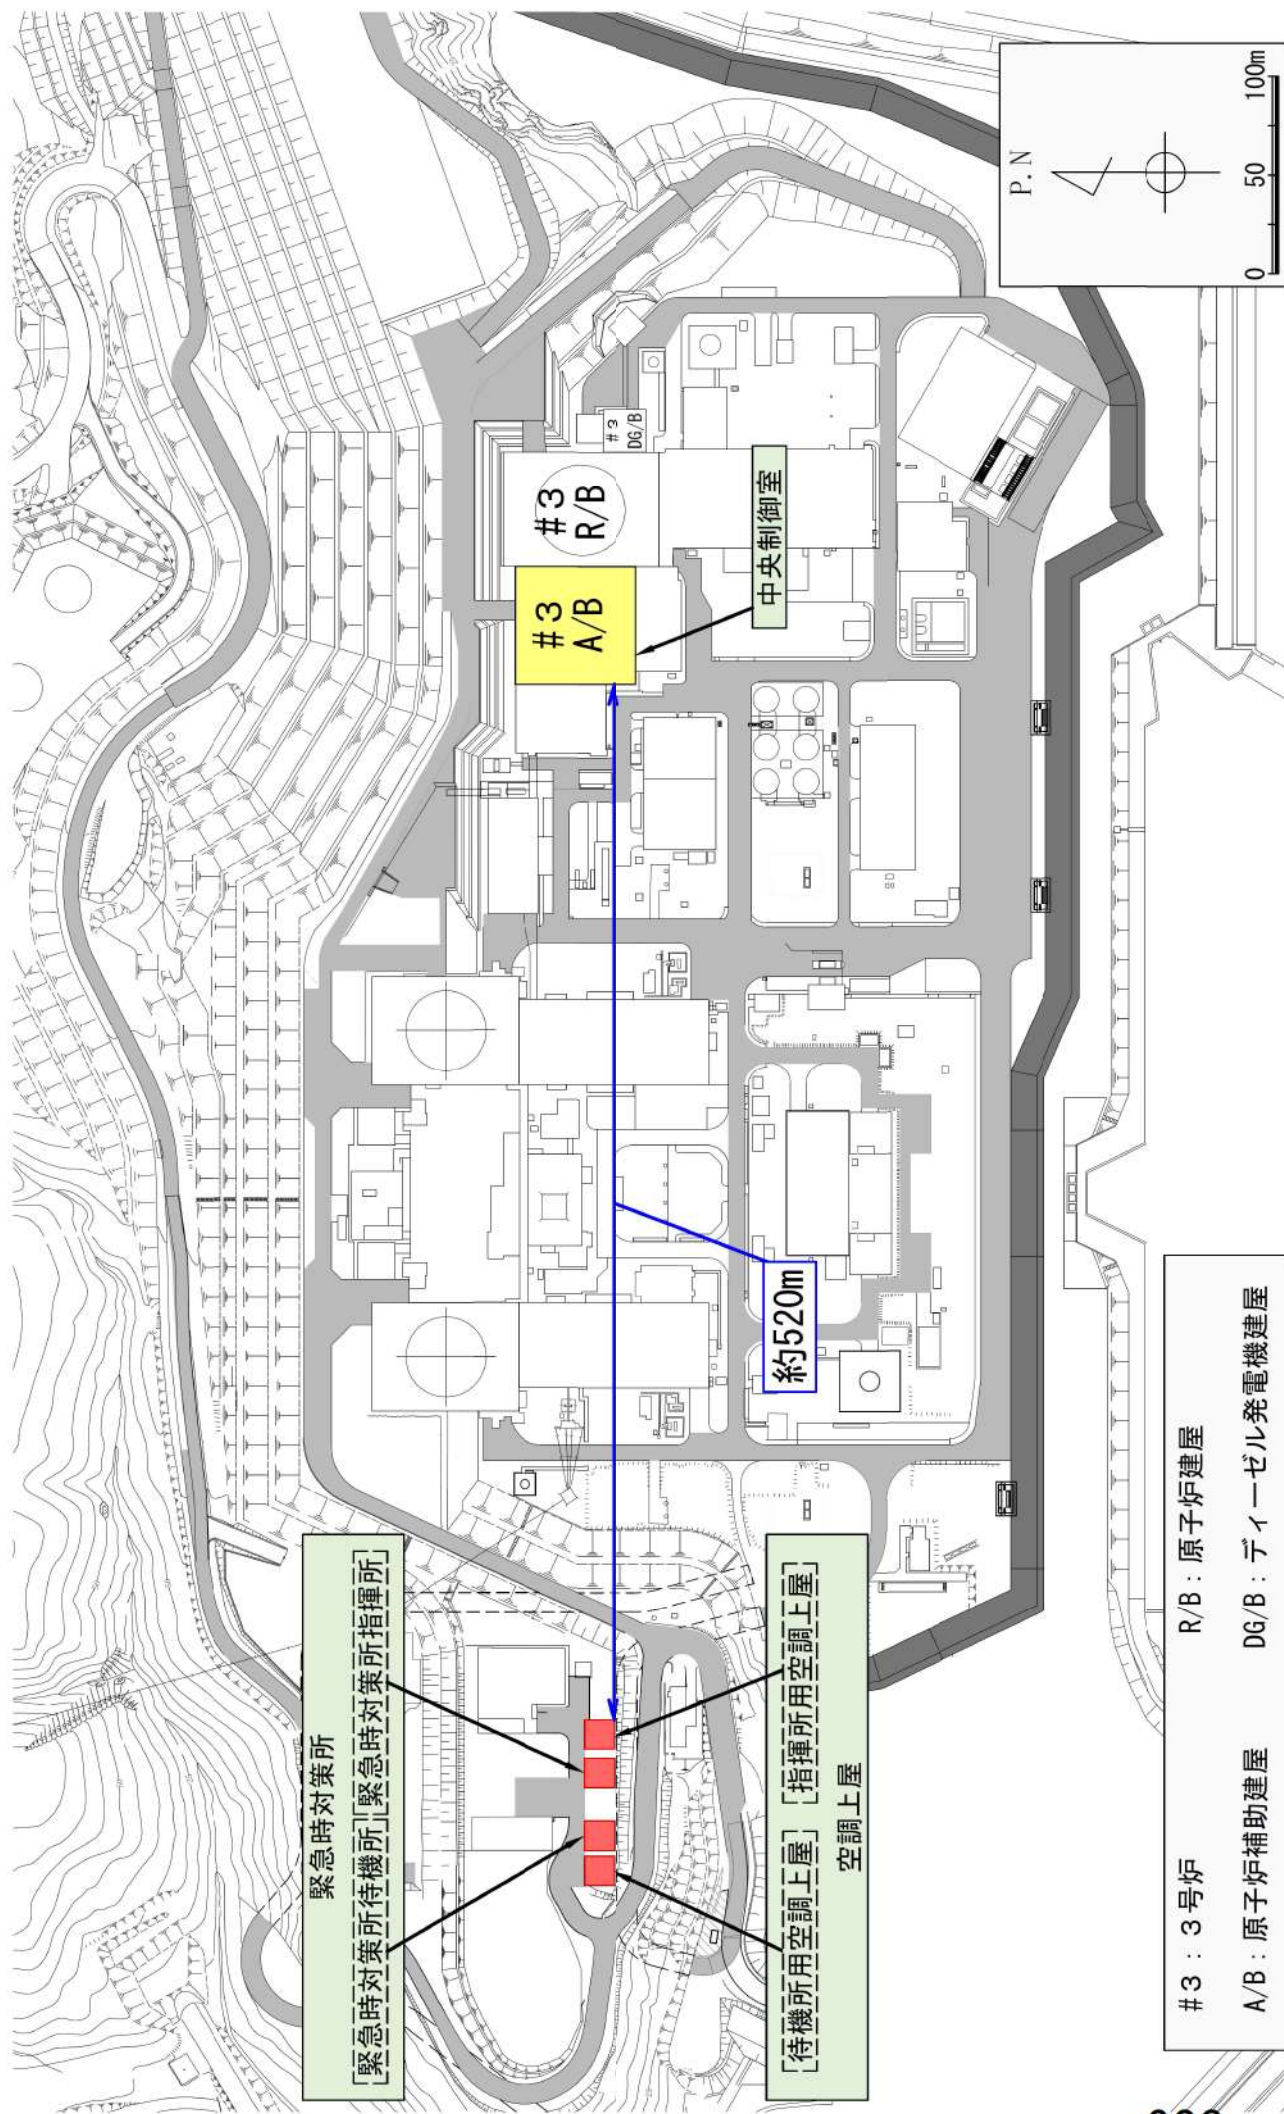 緊急時対策所
[緊急時対策所待機所][緊急時対策所指揮所]
#3
R/B
#3
DG/B
#3
A/B
中央制御室
約520m
[待機所用空調上屋] [指揮所用空調上屋]
空調上屋
P.N
0 50 100m
#3：3号炉 R/B：原子炉建屋
A/B：原子炉補助建屋 DG/B：ディーゼル発電機建屋